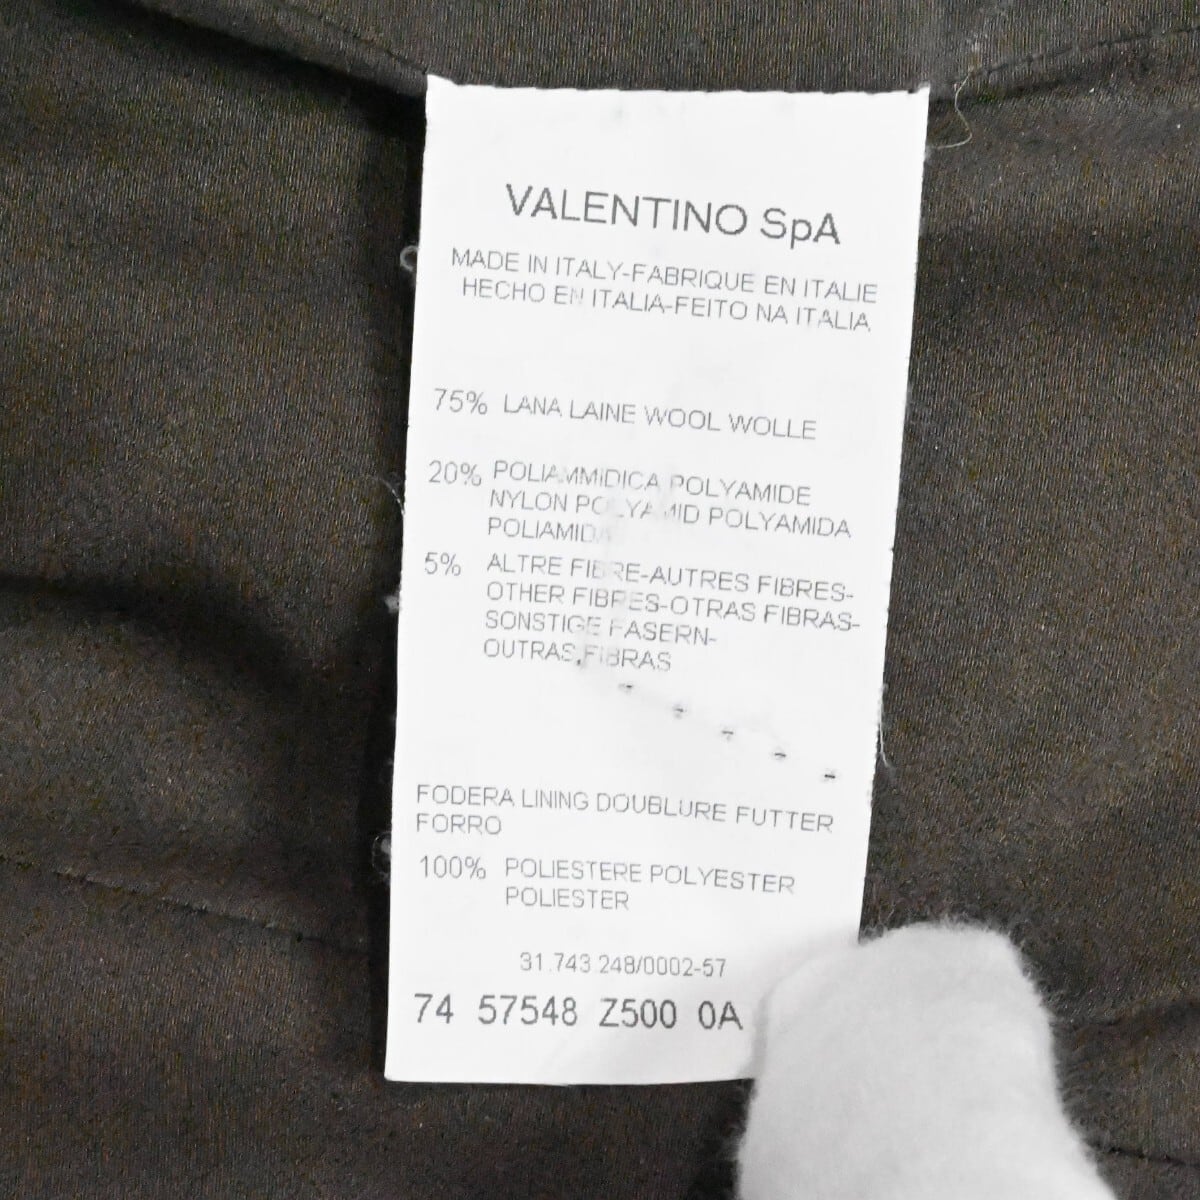 VALENTINO SpA
MADE IN ITALY-FABRIQUE EN ITALIE
HECHO EN ITALIA-FEITO NA ITALIA
75% LANA LAINE WOOL WOLLE
20% POLIAMMIDICA POLYAMIDE
NYLON POLYAMID POLYAMIDA
POLIAMIDA
5% ALTRE FIBRE-AUTRES FIBRES-
OTHER FIBRES-OTRAS FIBRAS-
SONSTIGE FASERN-
OUTRAS FIBRAS
FODERA LINING DOUBLURE FUTTER
FORRO
100% POLIESTERE POLYESTER
POLIESTER
31.743.248/0002-57
74 57548 Z500 0A